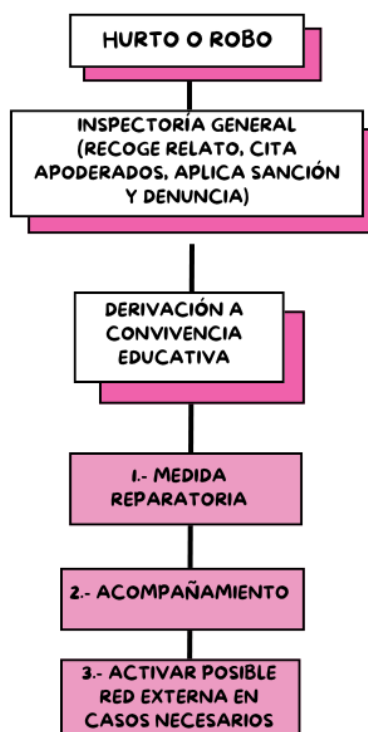 HURTO O ROBO
INSPECTORÍA GENERAL
(RECOGE RELATO, CITA
APODERADOS, APLICA SANCIÓN
Y DENUNCIA)
DERIVACIÓN A
CONVIVENCIA
EDUCATIVA
1.- MEDIDA
REPARATORIA
2.- ACOMPAÑAMIENTO
3.- ACTIVAR POSIBLE
RED EXTERNA EN
CASOS NECESARIOS